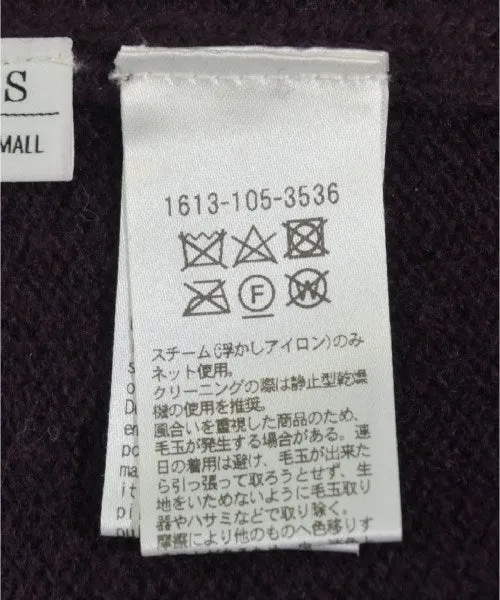 S
MALL
1613-105-3536
F
W
スチーム(浮かしアイロン)のみ
ネット使用。
クリーニングの際は静止型乾燥
機の使用を推奨。
風合いを重視した商品のため、
毛玉が発生する場合がある。連
日の着用は避け、毛玉が出来た
ら引っ張って取ろうとせず、生
地をいためないように毛玉取り
器やハサミなどで取り除く。
摩擦により他のものへ色移りす
s
o
D
en
po
ma
it
pi